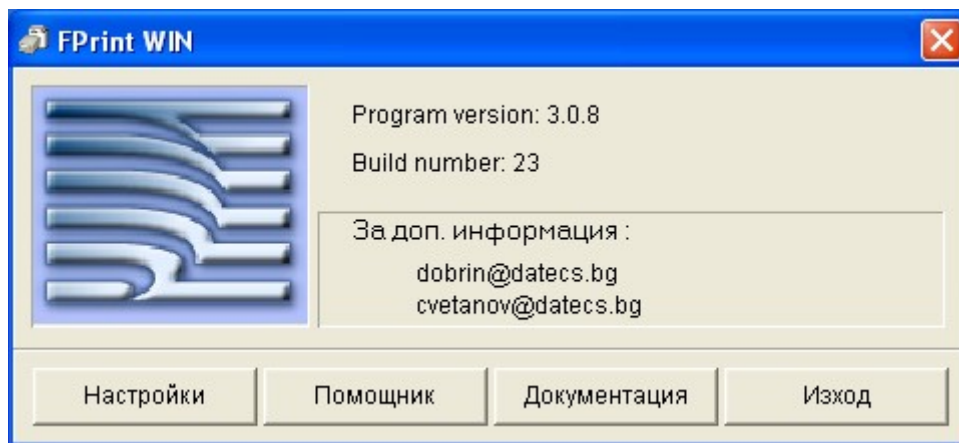 FPrint WIN
Program version: 3.0.8
Build number: 23
За доп. информация :
dobrin@datecs.bg
cvetanov@datecs.bg
Настройки
Помощник
Документация
Изход